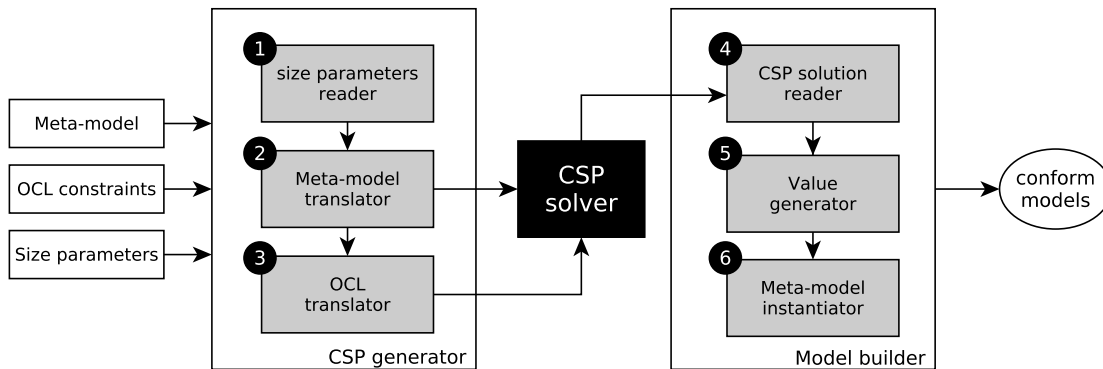 Meta-model
OCL constraints
Size parameters
1
size parameters
reader
2
Meta-model
translator
3
OCL
translator
CSP generator
CSP
solver
4
CSP solution
reader
5
Value
generator
6
Meta-model
instantiator
Model builder
conform
models